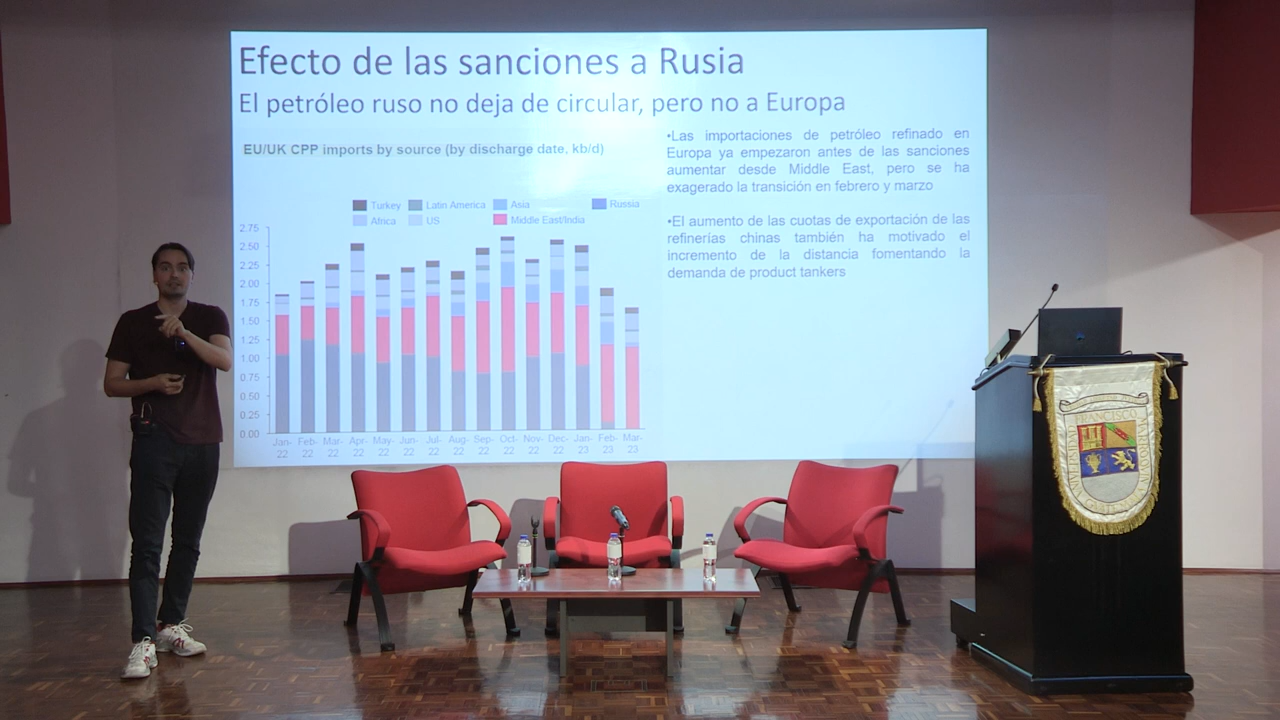 Efecto de las sanciones a Rusia
El petróleo ruso no deja de circular, pero no a Europa
EU/UK CPP imports by source (by discharge date, kb/d)
Turkey Latin America Asia Russia
Africa US Middle East/India
2.75
2.50
2.25
2.00
1.75
1.50
1.25
1.00
0.75
0.50
0.25
0.00
Jan- Feb- Mar- Apr- May- Jun- Jul- Aug- Sep- Oct- Nov- Dec- Jan- Feb- Mar-
22 22 22 22 22 22 22 22 22 22 22 22 23 23 23
•Las importaciones de petróleo refinado en
Europa ya empezaron antes de las sanciones
aumentar desde Middle East, pero se ha
exagerado la transición en febrero y marzo
•El aumento de las cuotas de exportación de las
refinerías chinas también ha motivado el
incremento de la distancia fomentando la
demanda de product tankers
FRANCISCO